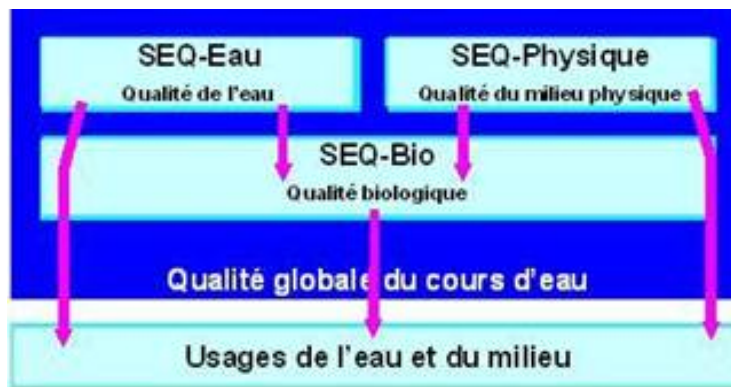 SEQ-Eau
Qualité de l'eau
SEQ-Physique
Qualité du milieu physique
SEQ-Bio
Qualité biologique
Qualité globale du cours d'eau
Usages de l'eau et du milieu